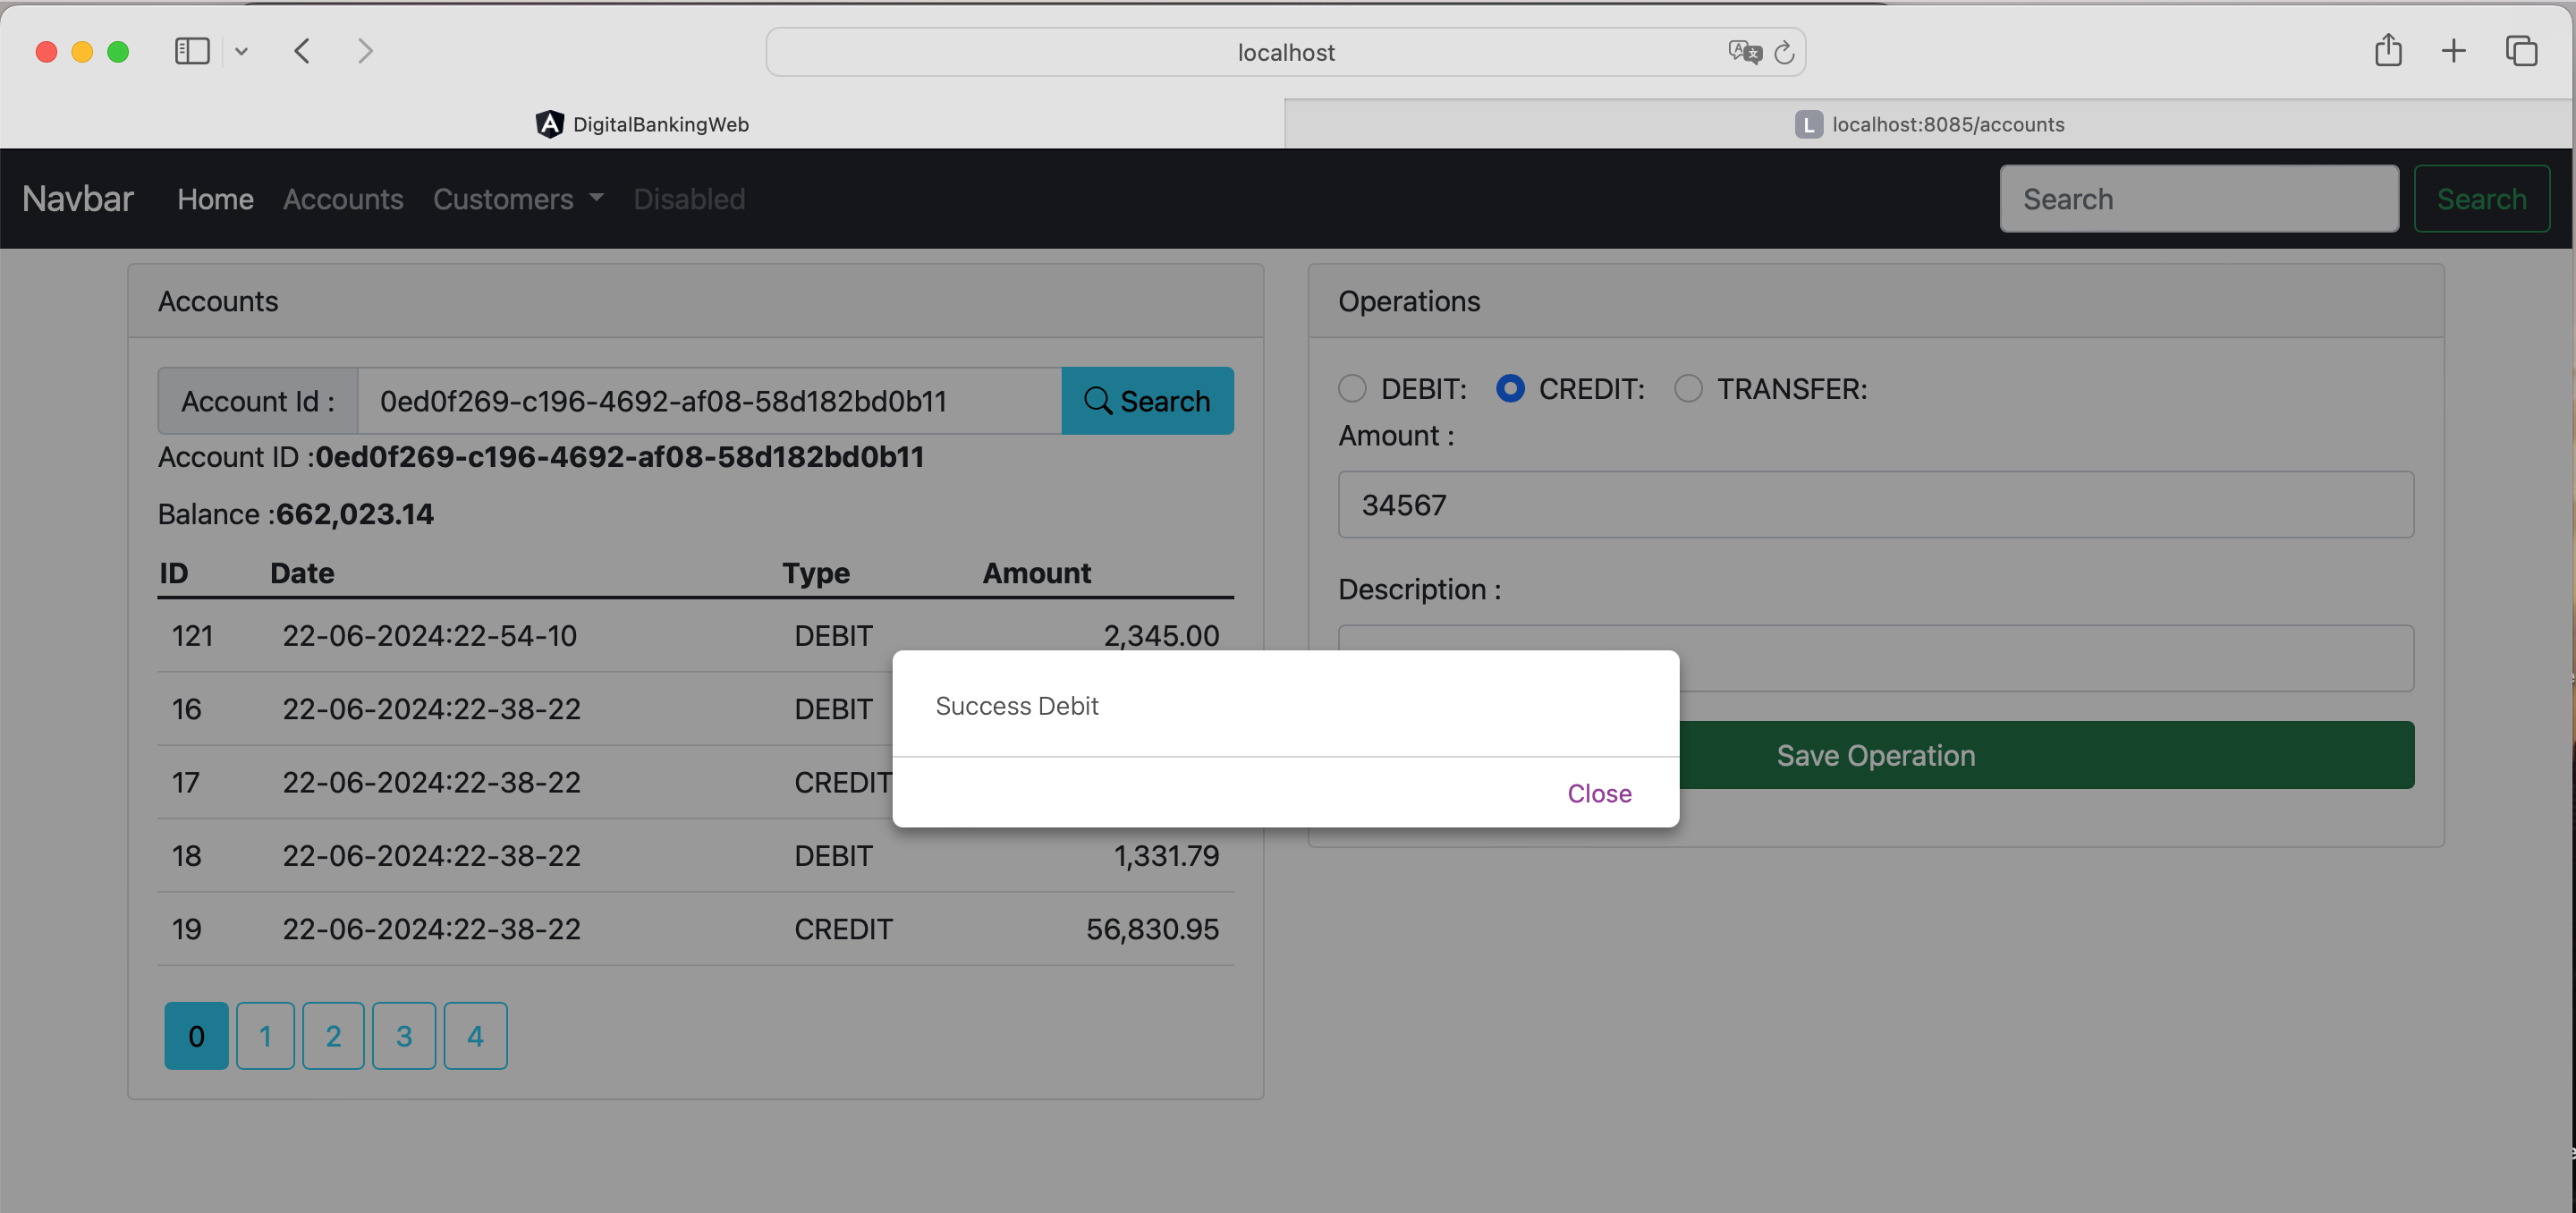 localhost
DigitalBankingWeb
L localhost:8085/accounts
Navbar Home Accounts Customers Disabled Search Search
Accounts
Account Id : 0ed0f269-c196-4692-af08-58d182bd0b11 Search
Account ID :0ed0f269-c196-4692-af08-58d182bd0b11
Balance :662,023.14
ID Date Type Amount
121 22-06-2024:22-54-10 DEBIT 2,345.00
16 22-06-2024:22-38-22 DEBIT
17 22-06-2024:22-38-22 CREDIT
18 22-06-2024:22-38-22 DEBIT 1,331.79
19 22-06-2024:22-38-22 CREDIT 56,830.95
0 1 2 3 4
Operations
DEBIT: CREDIT: TRANSFER:
Amount :
34567
Description :
Save Operation
Success Debit
Close